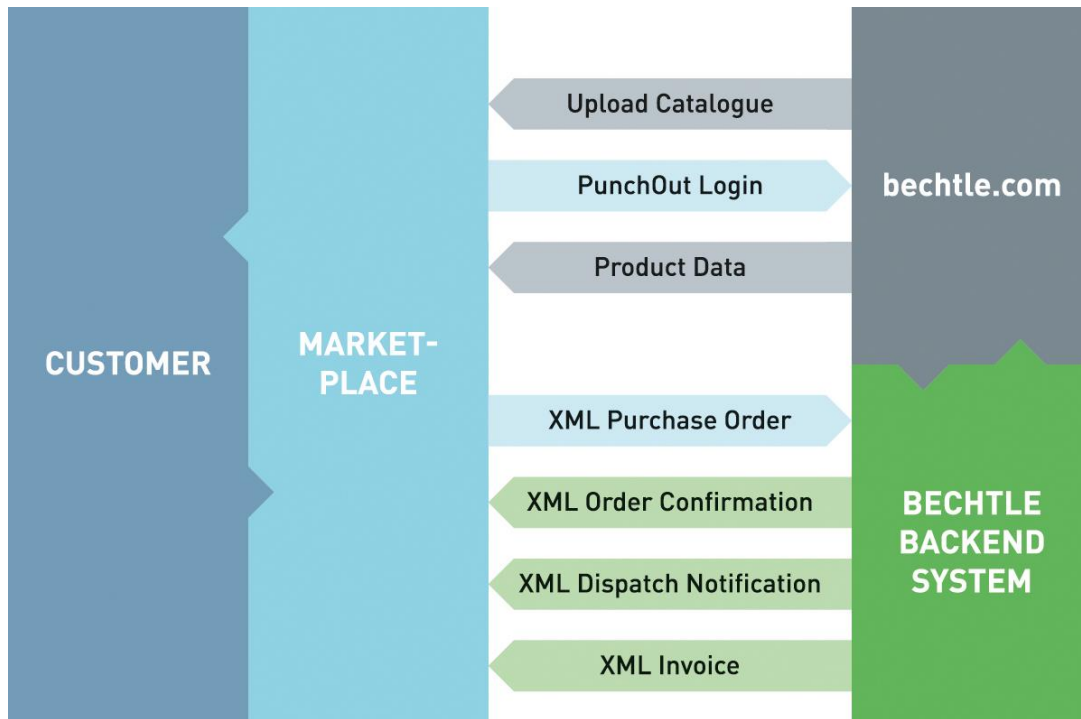 Upload Catalogue
PunchOut Login
bechtle.com
Product Data
CUSTOMER
MARKET-
PLACE
XML Purchase Order
XML Order Confirmation
XML Dispatch Notification
XML Invoice
BECHTLE
BACKEND
SYSTEM